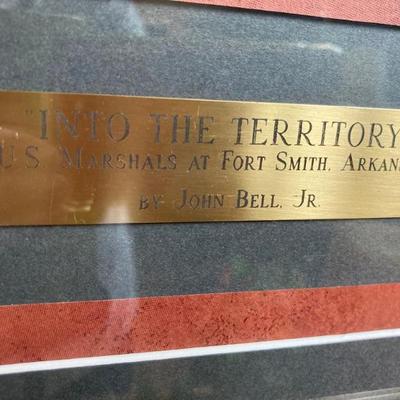 "INTO THE TERRITORY
U.S. MARSHALS AT FORT SMITH, ARKAN
BY JOHN BELL, JR.